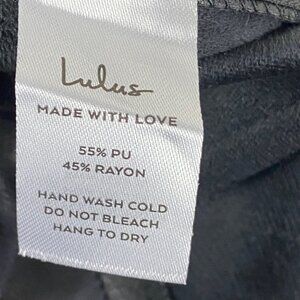 Lulus
MADE WITH LOVE
55% PU
45% RAYON
HAND WASH COLD
DO NOT BLEACH
HANG TO DRY